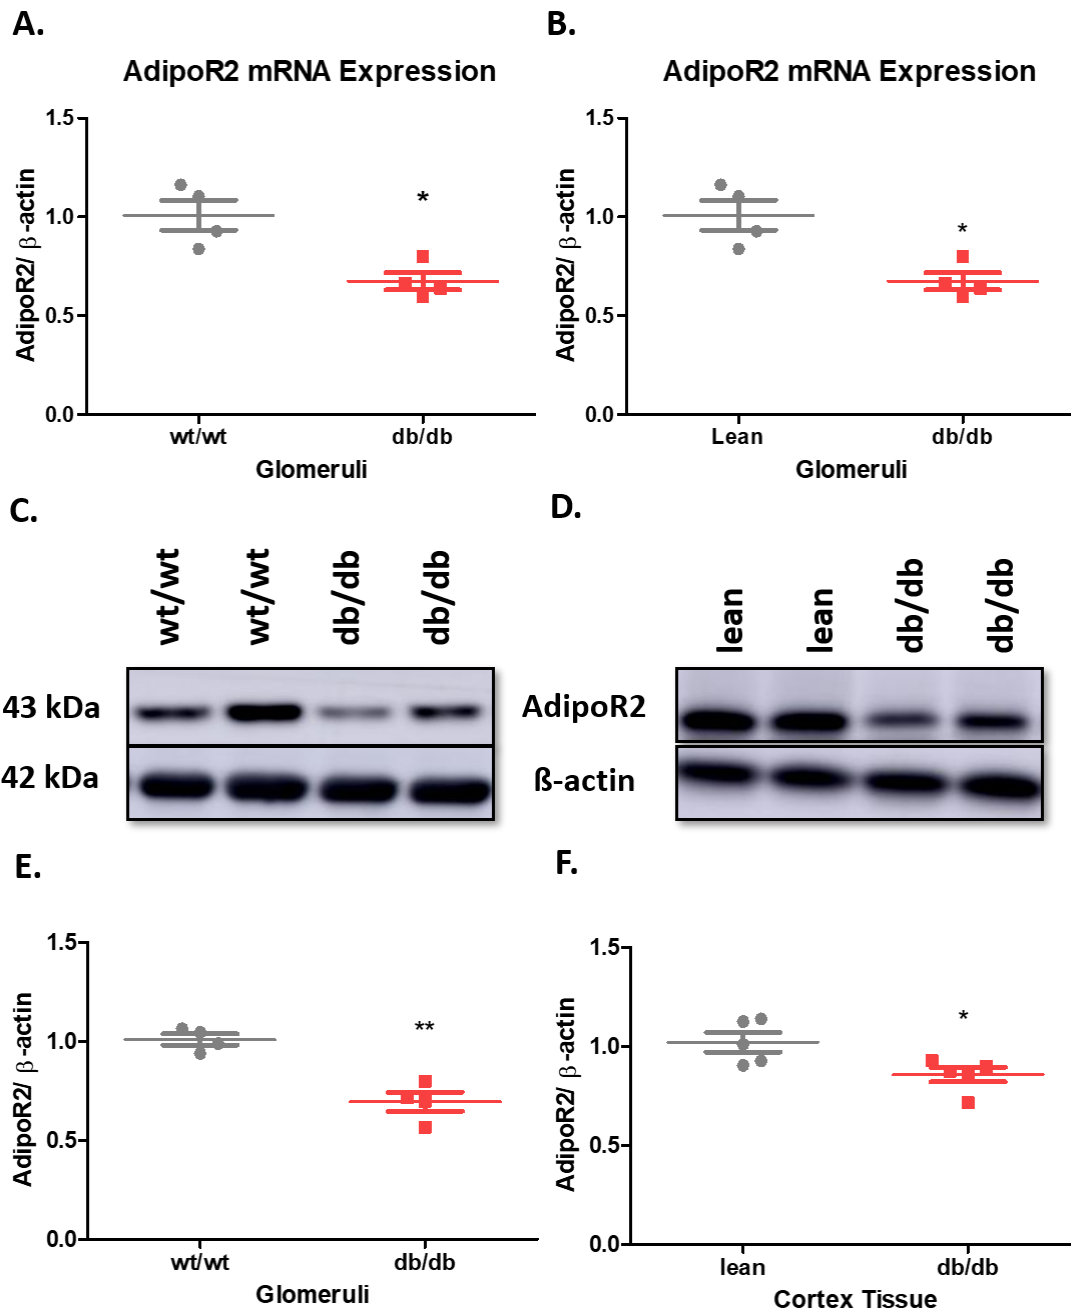 A.
AdipoR2 mRNA Expression
AdipoR2/ β-actin
1.5
1.0
0.5
0.0
*
wt/wt
db/db
Glomeruli
B.
AdipoR2 mRNA Expression
AdipoR2/ β-actin
1.5
1.0
0.5
0.0
*
Lean
db/db
Glomeruli
C.
wt/wt
wt/wt
db/db
db/db
43 kDa
42 kDa
D.
lean
lean
db/db
db/db
AdipoR2
ß-actin
E.
AdipoR2/ β-actin
1.5
1.0
0.5
0.0
**
wt/wt
db/db
Glomeruli
F.
AdipoR2/ β-actin
1.5
1.0
0.5
0.0
*
lean
db/db
Cortex Tissue